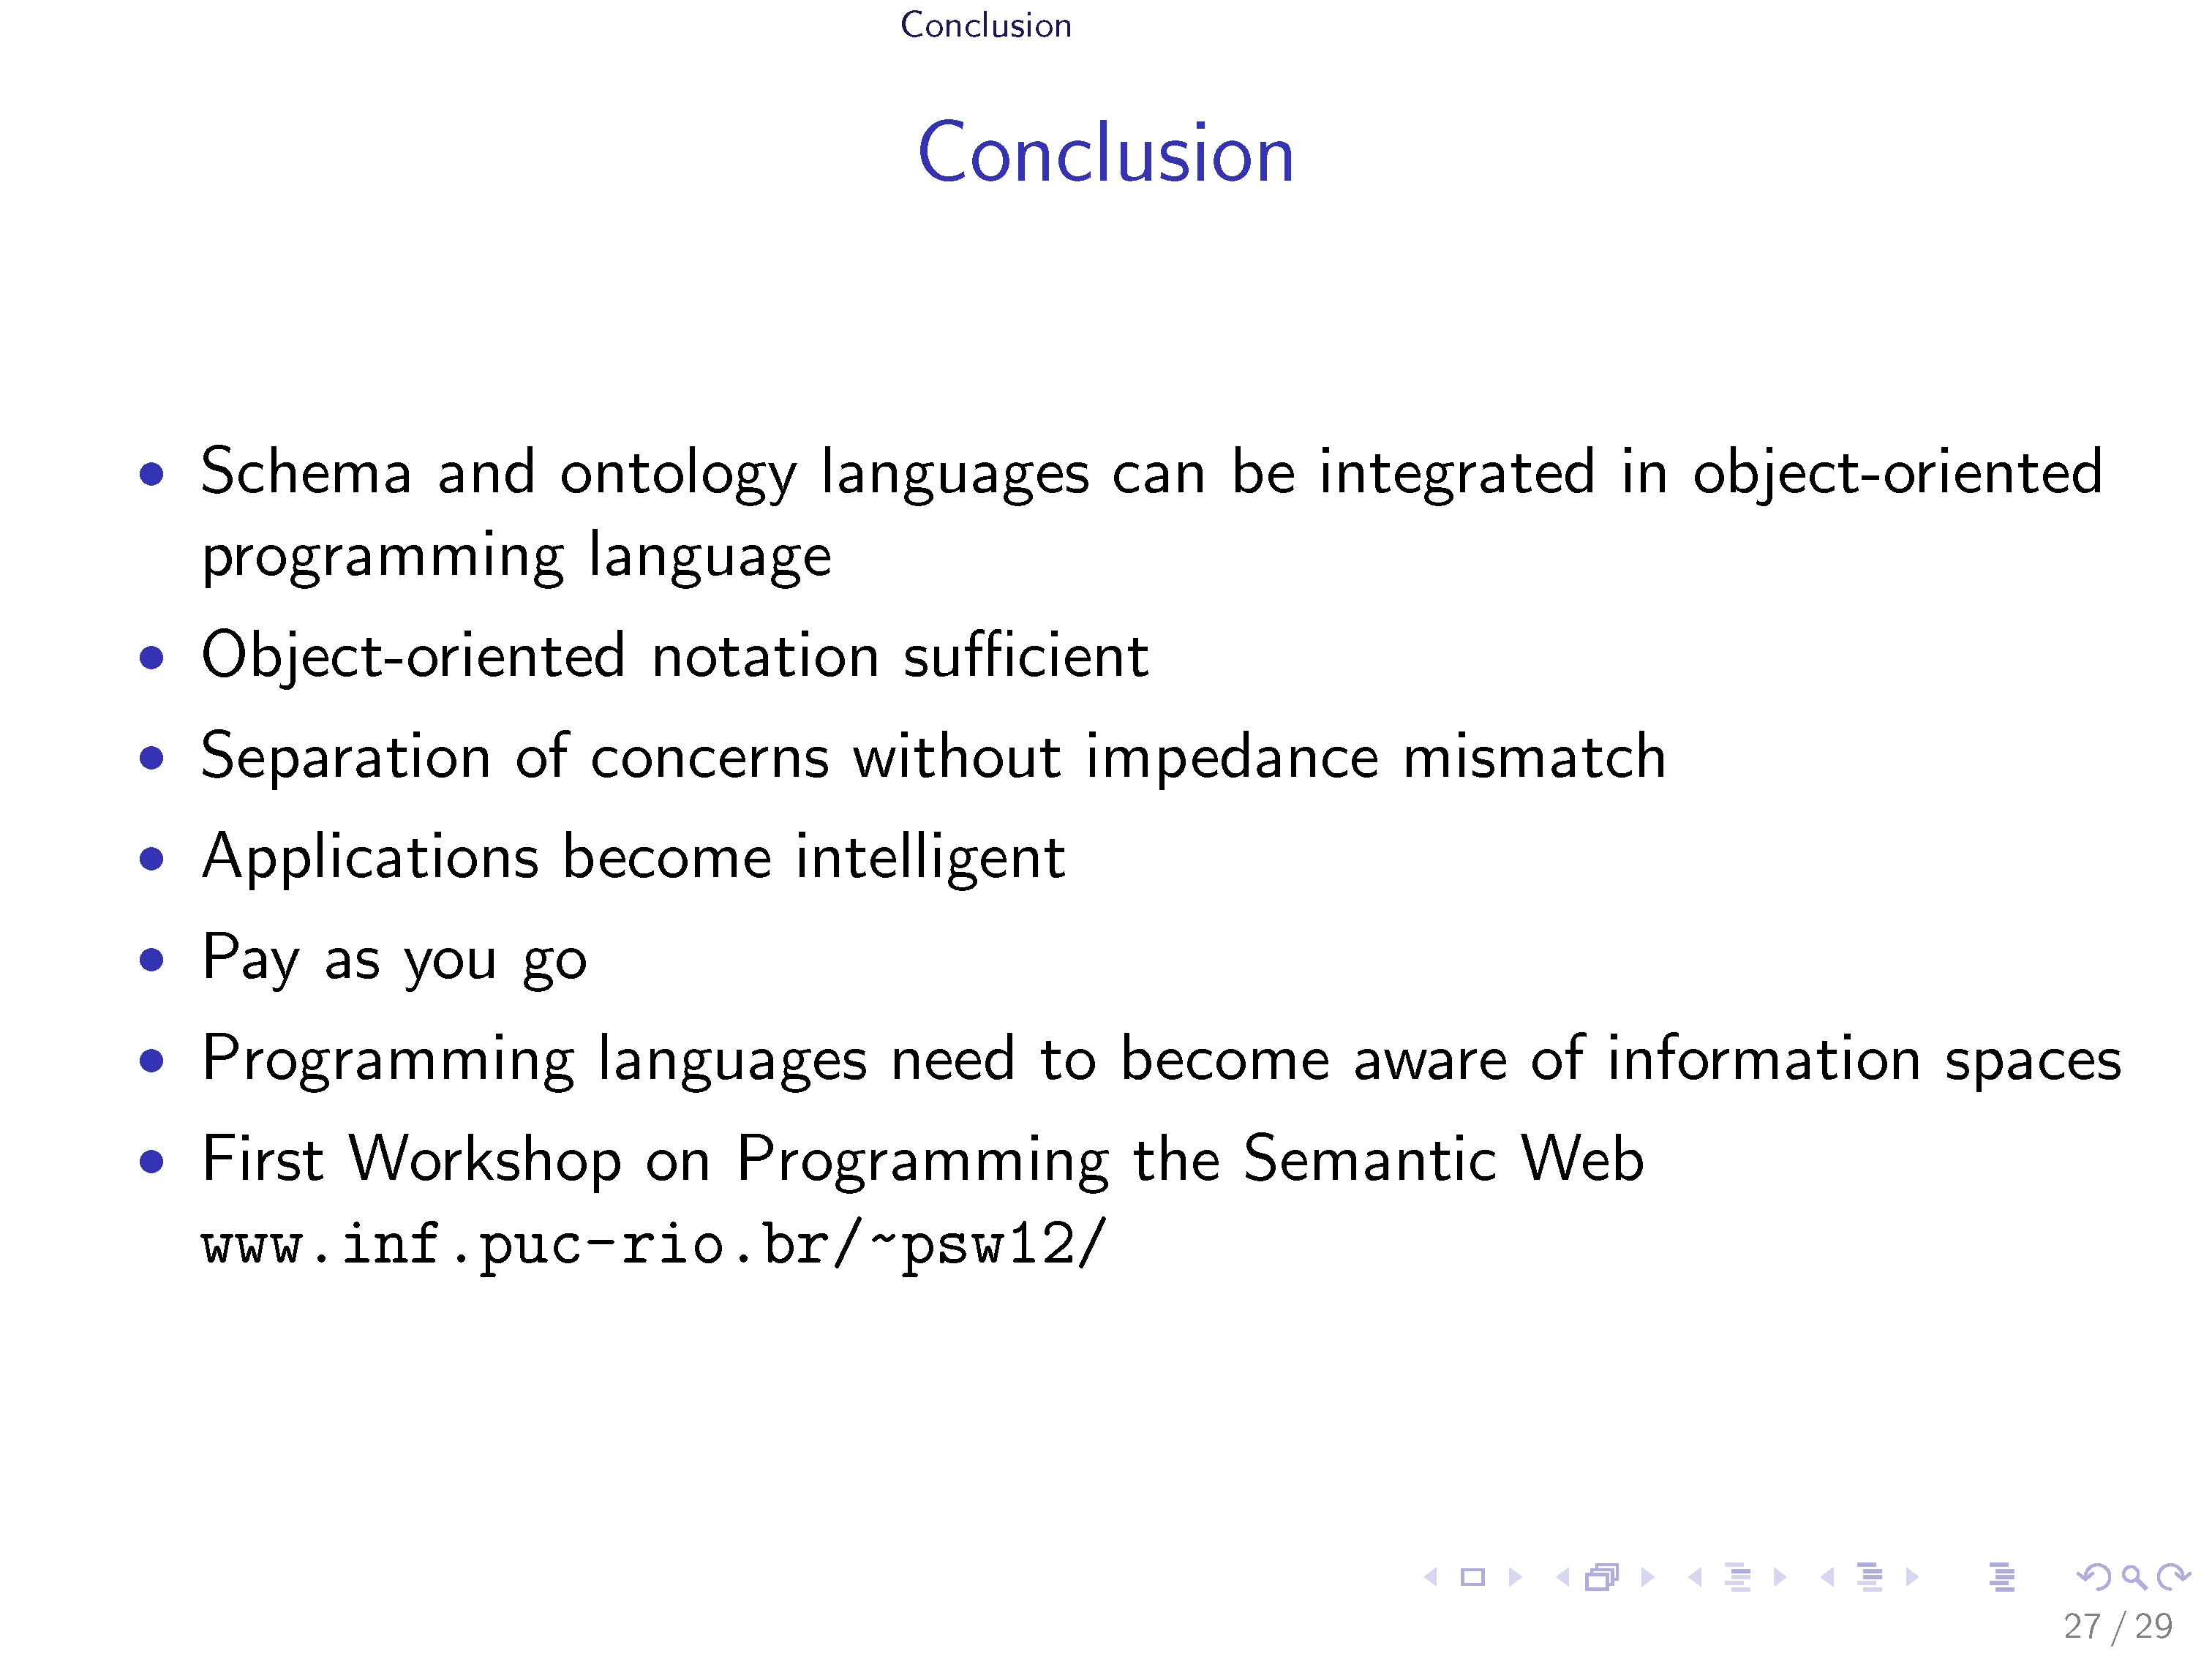 Conclusion
Conclusion
• Schema and ontology languages can be integrated in object-oriented
programming language
• Object-oriented notation sufficient
• Separation of concerns without impedance mismatch
• Applications become intelligent
• Pay as you go
• Programming languages need to become aware of information spaces
• First Workshop on Programming the Semantic Web
www.inf.puc-rio.br/~psw12/
27 / 29